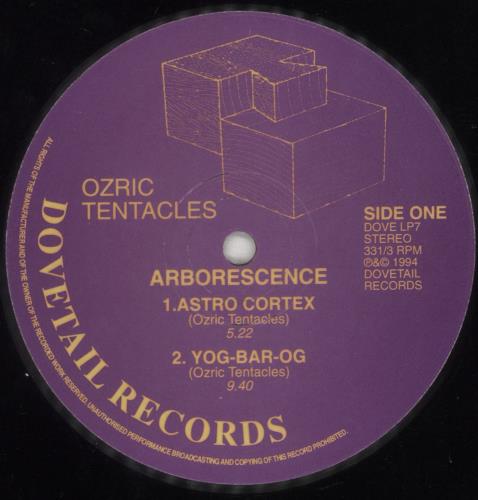 OZRIC
TENTACLES
SIDE ONE
DOVE LP7
STEREO
331/3 RPM
℗&© 1994
DOVETAIL
RECORDS
ARBORESCENCE
1.ASTRO CORTEX
(Ozric Tentacles)
5.22
2. YOG-BAR-OG
(Ozric Tentacles)
9.40
DOVETAIL RECORDS
ALL RIGHTS OF THE MANUFACTURER AND OF THE OWNER OF THE RECORDED WORK RESERVED. UNAUTHORISED PERFORMANCE BROADCASTING AND COPYING OF THIS RECORD PROHIBITED.